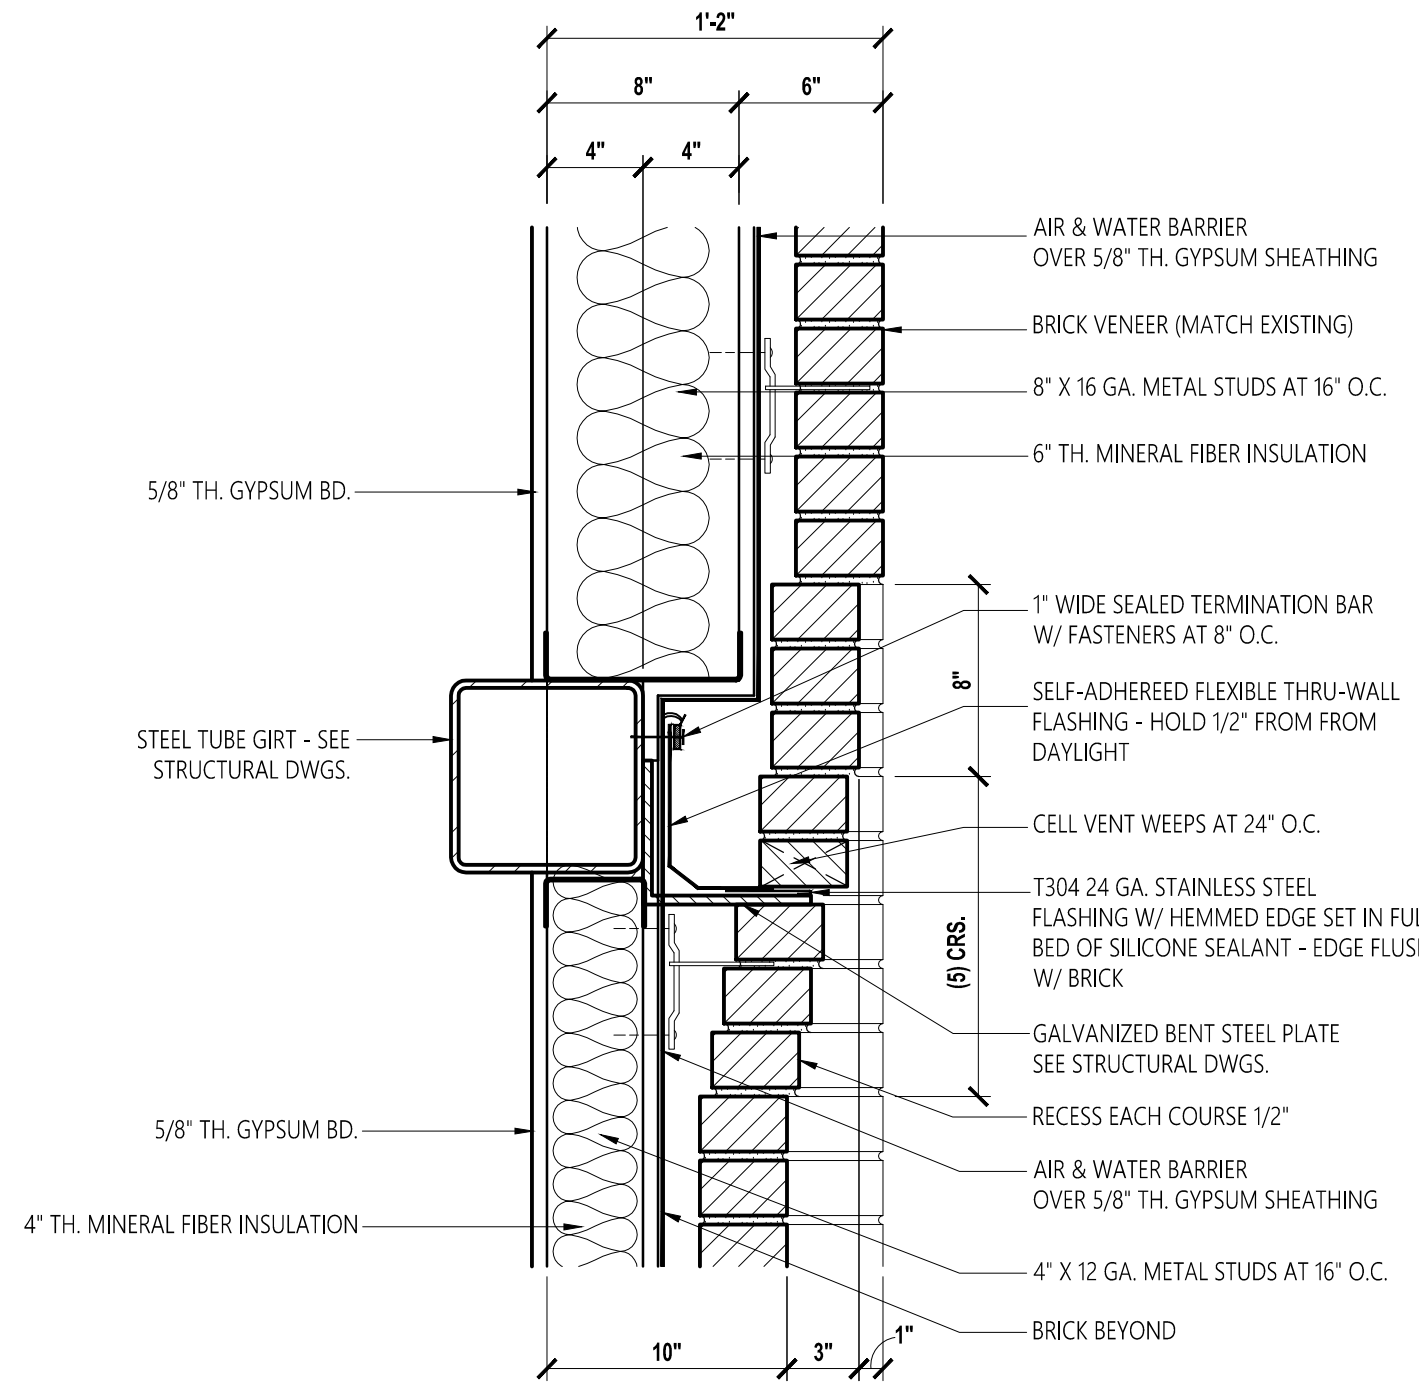 1'-2"
8"
6"
4"
4"
AIR & WATER BARRIER
OVER 5/8" TH. GYPSUM SHEATHING
BRICK VENEER (MATCH EXISTING)
8" X 16 GA. METAL STUDS AT 16" O.C.
6" TH. MINERAL FIBER INSULATION
5/8" TH. GYPSUM BD.
1" WIDE SEALED TERMINATION BAR
W/ FASTENERS AT 8" O.C.
8"
SELF-ADHEREED FLEXIBLE THRU-WALL
FLASHING - HOLD 1/2" FROM FROM
DAYLIGHT
STEEL TUBE GIRT - SEE
STRUCTURAL DWGS.
CELL VENT WEEPS AT 24" O.C.
T304 24 GA. STAINLESS STEEL
FLASHING W/ HEMMED EDGE SET IN FUL
BED OF SILICONE SEALANT - EDGE FLUSH
W/ BRICK
(5) CRS.
GALVANIZED BENT STEEL PLATE
SEE STRUCTURAL DWGS.
RECESS EACH COURSE 1/2"
5/8" TH. GYPSUM BD.
AIR & WATER BARRIER
OVER 5/8" TH. GYPSUM SHEATHING
4" TH. MINERAL FIBER INSULATION
4" X 12 GA. METAL STUDS AT 16" O.C.
BRICK BEYOND
10"
3"
1"